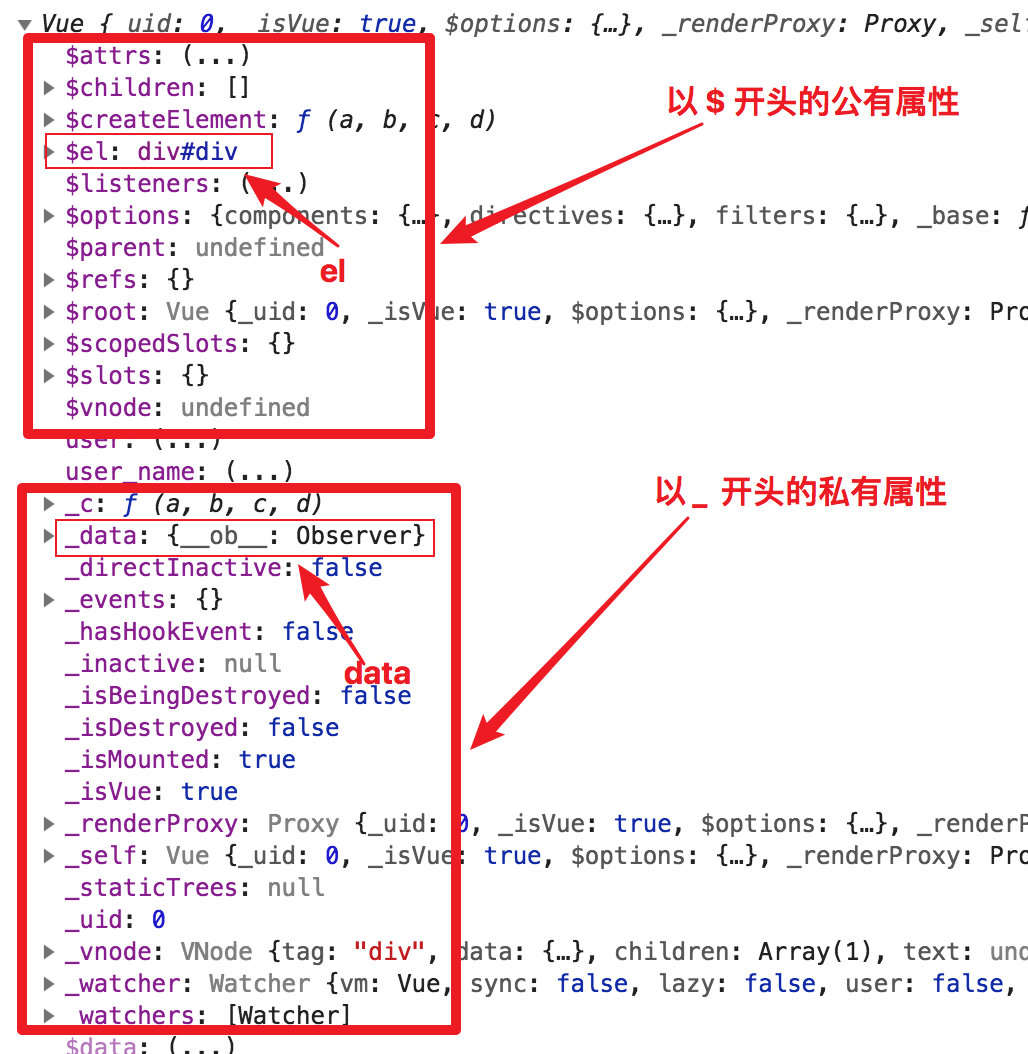 Vue {_uid: 0, _isVue: true, $options: {…}, _renderProxy: Proxy, _self
$attrs: (...)
$children: []
以 $ 开头的公有属性
$createElement: ƒ (a, b, c, d)
$el: div#div
$listeners: (...)
$options: {components: {…}, directives: {…}, filters: {…}, _base: ƒ
$parent: undefined
el
$refs: {}
$root: Vue {_uid: 0, _isVue: true, $options: {…}, _renderProxy: Pro
$scopedSlots: {}
$slots: {}
$vnode: undefined
user: (...)
user_name: (...)
以 _ 开头的私有属性
_c: ƒ (a, b, c, d)
_data: {__ob__: Observer}
_directInactive: false
_events: {}
_hasHookEvent: false
_inactive: null
data
_isBeingDestroyed: false
_isDestroyed: false
_isMounted: true
_isVue: true
_renderProxy: Proxy {_uid: 0, _isVue: true, $options: {…}, _renderP
_self: Vue {_uid: 0, _isVue: true, $options: {…}, _renderProxy: Pro
_staticTrees: null
_uid: 0
_vnode: VNode {tag: "div", data: {…}, children: Array(1), text: und
_watcher: Watcher {vm: Vue, sync: false, lazy: false, user: false,
_watchers: [Watcher]
$data: (...)